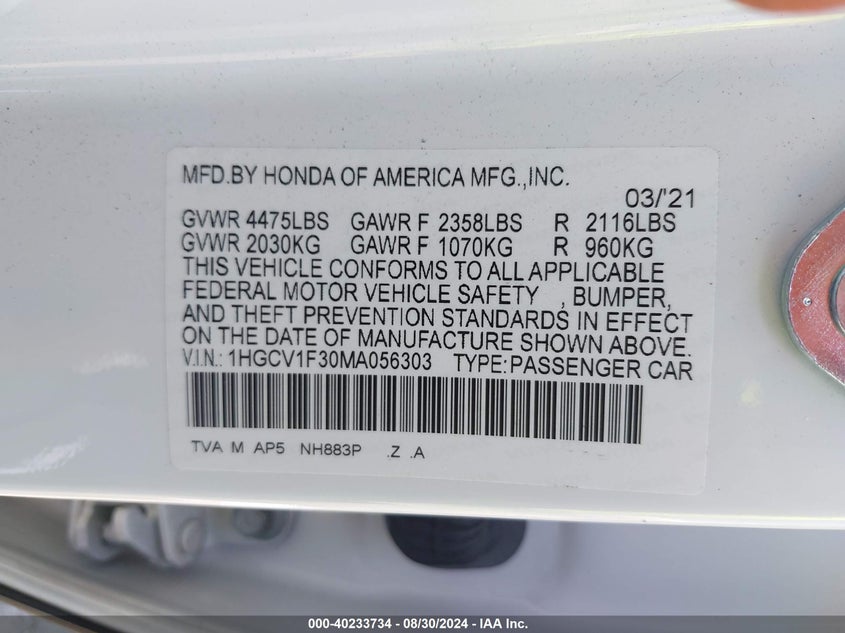 MFD.BY HONDA OF AMERICA MFG.,INC.
03/'21
GVWR 4475LBS GAWR F 2358LBS R 2116LBS
GVWR 2030KG GAWR F 1070KG R 960KG
THIS VEHICLE CONFORMS TO ALL APPLICABLE
FEDERAL MOTOR VEHICLE SAFETY , BUMPER,
AND THEFT PREVENTION STANDARDS IN EFFECT
ON THE DATE OF MANUFACTURE SHOWN ABOVE.
V.I.N.: 1HGCV1F30MA056303 TYPE:PASSENGER CAR
TVA M AP5 NH883P .Z .A
000-40233734 - 08/30/2024 - IAA Inc.